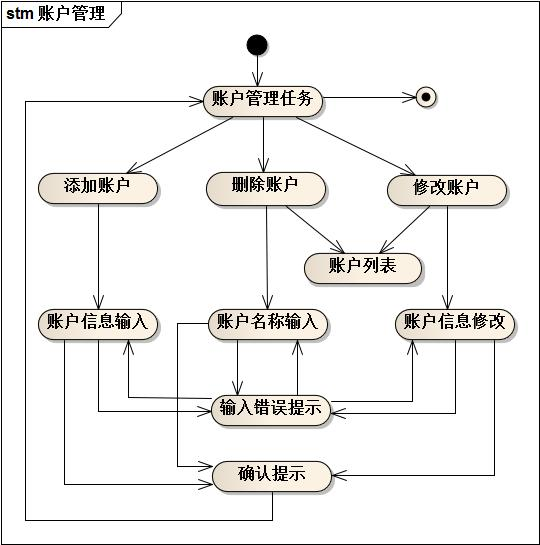 stm 账户管理
账户管理任务
添加账户
删除账户
修改账户
账户列表
账户信息输入
账户名称输入
账户信息修改
输入错误提示
确认提示